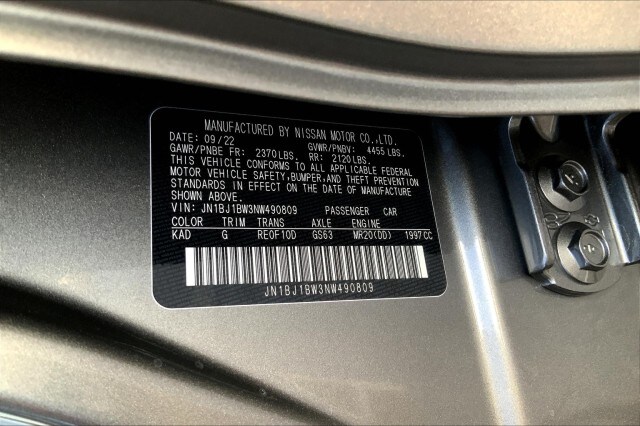 MANUFACTURED BY NISSAN MOTOR CO.,LTD.
DATE: 09/22 GVWR/PNBV: 4455 LBS.
GAWR/PNBE FR: 2370LBS. RR: 2120LBS.
THIS VEHICLE CONFORMS TO ALL APPLICABLE FEDERAL
MOTOR VEHICLE SAFETY,BUMPER,AND THEFT PREVENTION
STANDARDS IN EFFECT ON THE DATE OF MANUFACTURE
SHOWN ABOVE.
VIN: JN1BJ1BW3NW490809 PASSENGER CAR
COLOR TRIM TRANS AXLE ENGINE
KAD G RE0F10D GS63 MR20(DD) 1997CC
JN1BJ1BW3NW490809